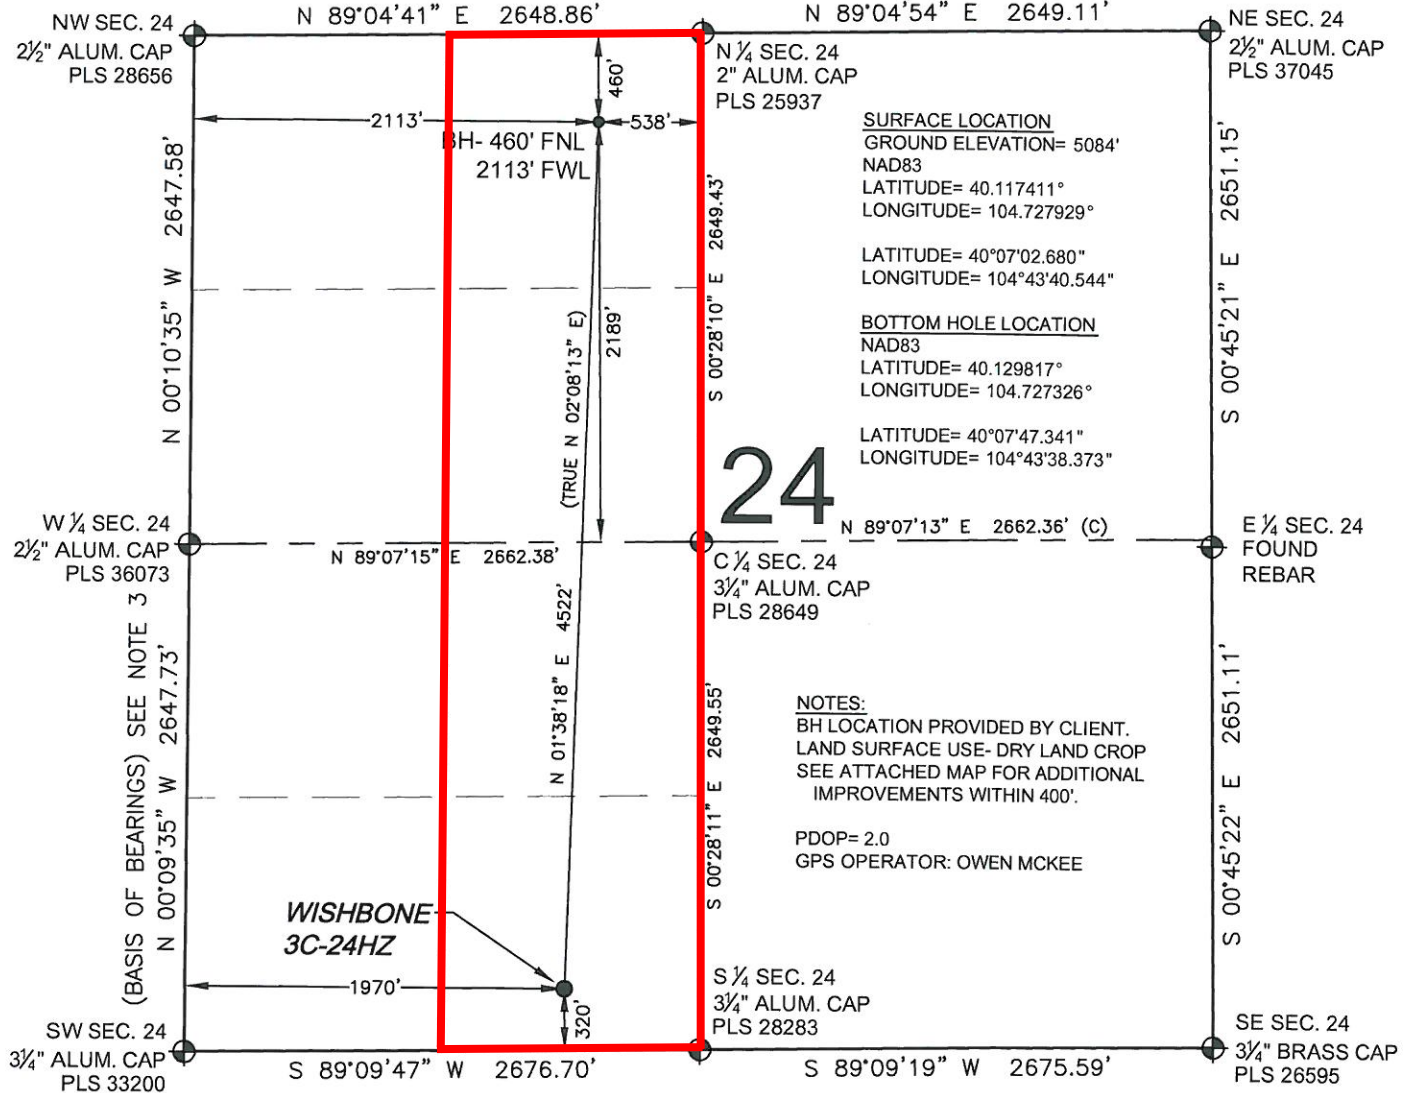 N 89°04'41" E 2648.86'
N 89°04'54" E 2649.11'
NW SEC. 24
2½" ALUM. CAP
PLS 28656
N ¼ SEC. 24
2" ALUM. CAP
PLS 25937
NE SEC. 24
2½" ALUM. CAP
PLS 37045
460'
2113'
538'
BH- 460' FNL
2113' FWL
SURFACE LOCATION
GROUND ELEVATION= 5084'
NAD83
LATITUDE= 40.117411°
LONGITUDE= 104.727929°
LATITUDE= 40°07'02.680"
LONGITUDE= 104°43'40.544"
BOTTOM HOLE LOCATION
NAD83
LATITUDE= 40.129817°
LONGITUDE= 104.727326°
LATITUDE= 40°07'47.341"
LONGITUDE= 104°43'38.373"
N 00°10'35" W 2647.58'
(TRUE N 02°08'13" E)
2189'
S 00°28'10" E 2649.43'
S 00°45'21" E 2651.15'
24
W ¼ SEC. 24
2½" ALUM. CAP
PLS 36073
N 89°07'15" E 2662.38'
N 89°07'13" E 2662.36' (C)
C ¼ SEC. 24
3¼" ALUM. CAP
PLS 28649
E ¼ SEC. 24
FOUND
REBAR
(BASIS OF BEARINGS) SEE NOTE 3
N 00°09'35" W 2647.73'
N 01°38'18" E 4522'
S 00°28'11" E 2649.55'
S 00°45'22" E 2651.11'
NOTES:
BH LOCATION PROVIDED BY CLIENT.
LAND SURFACE USE- DRY LAND CROP
SEE ATTACHED MAP FOR ADDITIONAL
IMPROVEMENTS WITHIN 400'.
PDOP= 2.0
GPS OPERATOR: OWEN MCKEE
WISHBONE
3C-24HZ
1970'
320'
SW SEC. 24
3¼" ALUM. CAP
PLS 33200
S 89°09'47" W 2676.70'
S ¼ SEC. 24
3¼" ALUM. CAP
PLS 28283
S 89°09'19" W 2675.59'
SE SEC. 24
3¼" BRASS CAP
PLS 26595